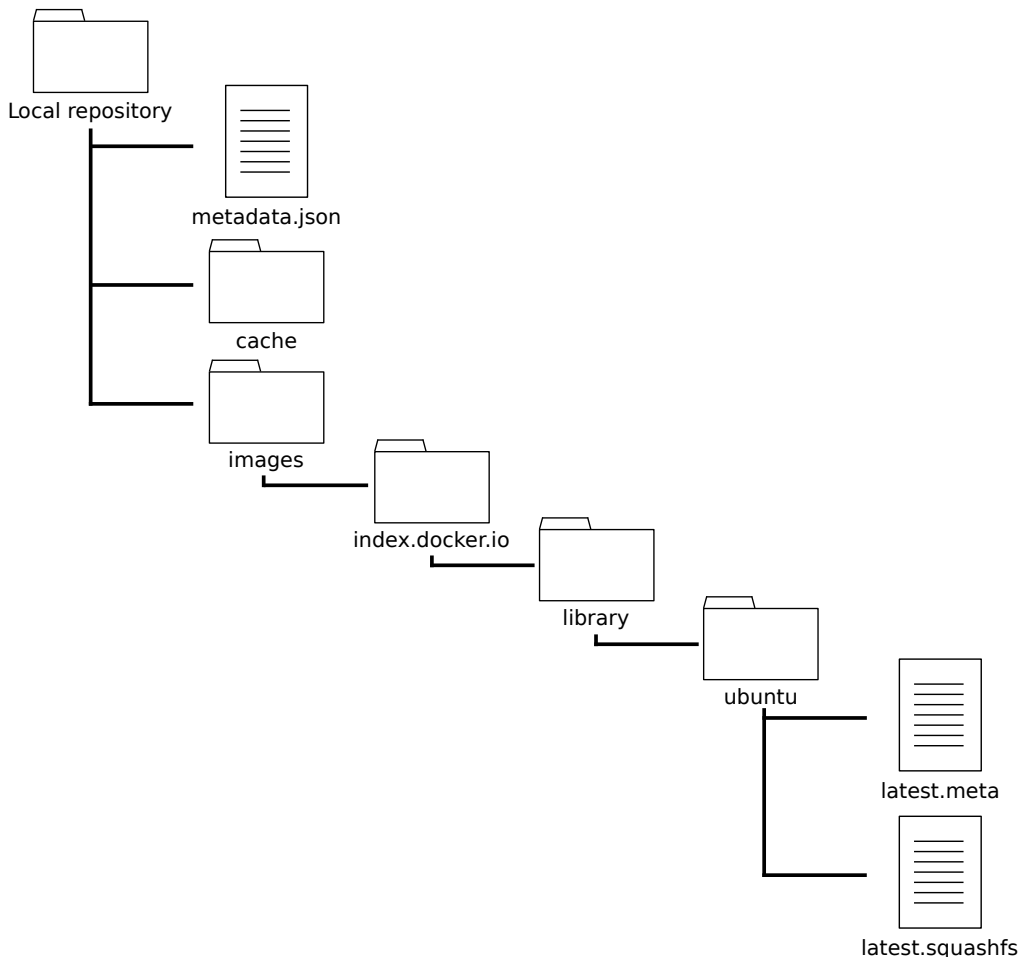 Local repository
metadata.json
cache
images
index.docker.io
library
ubuntu
latest.meta
latest.squashfs